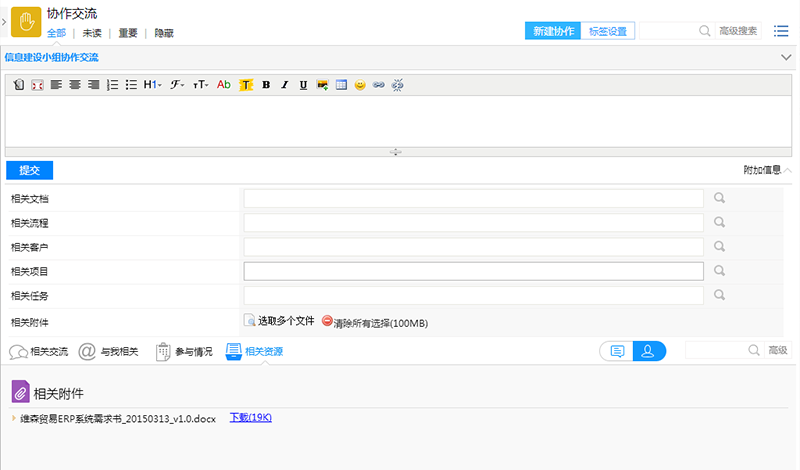 协作交流
全部 | 未读 | 重要 | 隐藏
新建协作 标签设置 高级搜索
信息建设小组协作交流
H1 F тT Ab T B I U
提交 附加信息
相关文档
相关流程
相关客户
相关项目
相关任务
相关附件 选取多个文件 清除所有选择(100MB)
相关交流 @ 与我相关 参与情况 相关资源 高级
相关附件
维森贸易ERP系统需求书_20150313_v1.0.docx 下载(19K)